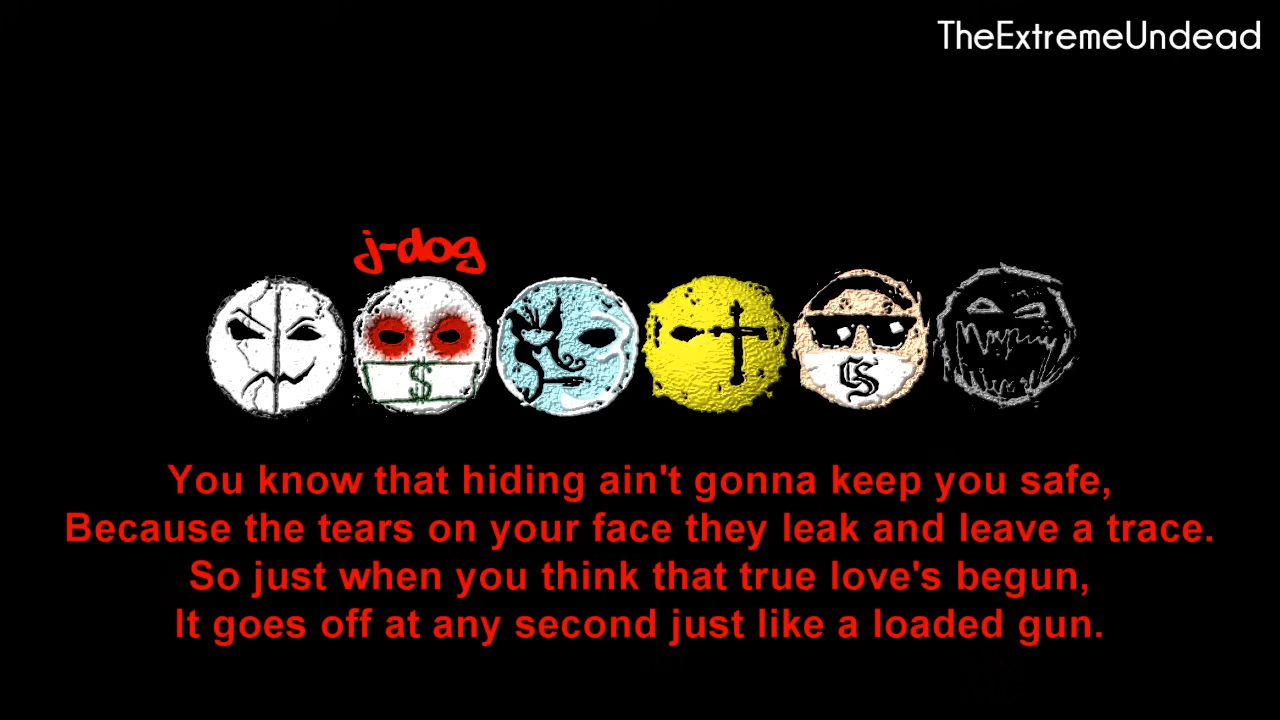 TheExtremeUndead
j-dog
$
You know that hiding ain't gonna keep you safe,
Because the tears on your face they leak and leave a trace.
So just when you think that true love's begun,
It goes off at any second just like a loaded gun.